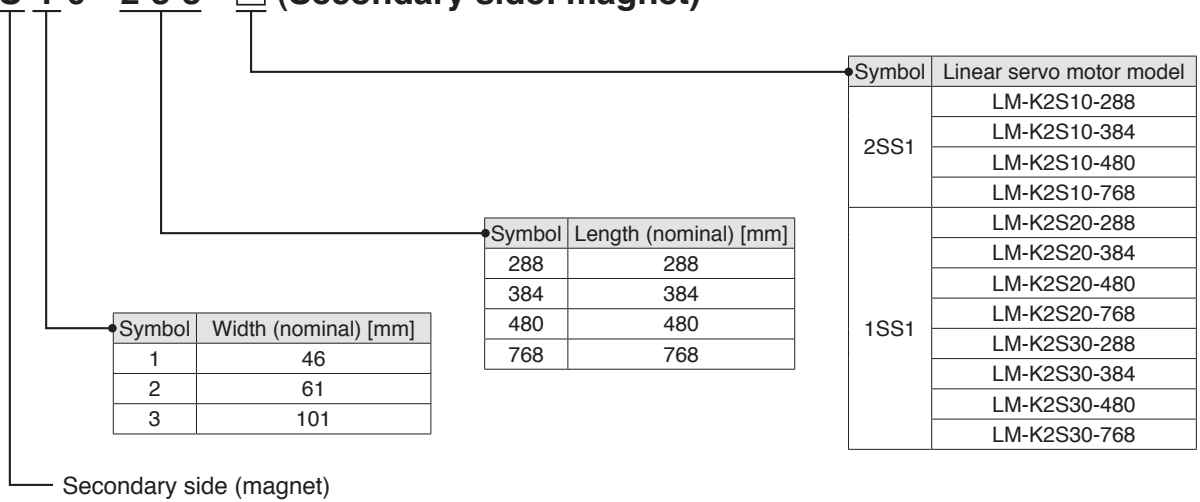 (Secondary side: magnet)
Symbol Linear servo motor model
2SS1
LM-K2S10-288
LM-K2S10-384
LM-K2S10-480
LM-K2S10-768
1SS1
LM-K2S20-288
LM-K2S20-384
LM-K2S20-480
LM-K2S20-768
LM-K2S30-288
LM-K2S30-384
LM-K2S30-480
LM-K2S30-768
Symbol Length (nominal) [mm]
288 288
384 384
480 480
768 768
Symbol Width (nominal) [mm]
1 46
2 61
3 101
Secondary side (magnet)